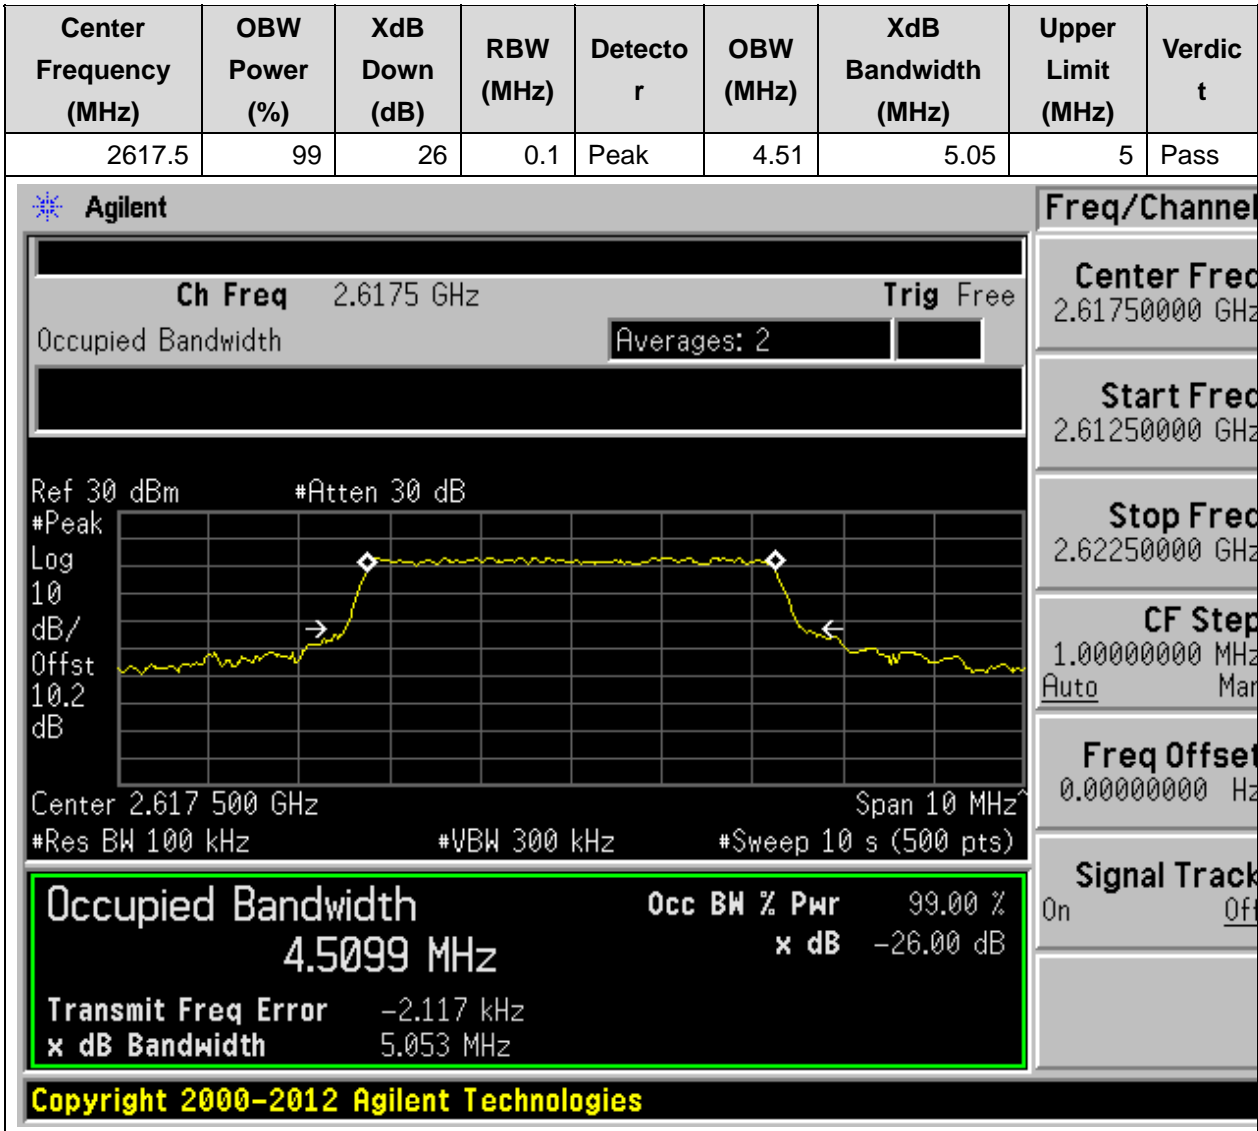 Center Frequency (MHz) OBW Power (%) XdB Down (dB) RBW (MHz) Detecto r OBW (MHz) XdB Bandwidth (MHz) Upper Limit (MHz) Verdic t
2617.5 99 26 0.1 Peak 4.51 5.05 5 Pass
Agilent
Freq/Channel
Ch Freq 2.6175 GHz Trig Free
Occupied Bandwidth Averages: 2
Center Freq
2.61750000 GHz
Start Freq
2.61250000 GHz
Stop Freq
2.62250000 GHz
CF Step
1.00000000 MHz
Auto Man
Freq Offset
0.00000000 Hz
Signal Track
On Off
Ref 30 dBm #Atten 30 dB
#Peak
Log
10
dB/
Offst
10.2
dB
Center 2.617 500 GHz Span 10 MHz^
#Res BW 100 kHz #VBW 300 kHz #Sweep 10 s (500 pts)
Occupied Bandwidth Occ BW % Pwr 99.00 %
4.5099 MHz x dB -26.00 dB
Transmit Freq Error -2.117 kHz
x dB Bandwidth 5.053 MHz
Copyright 2000-2012 Agilent Technologies